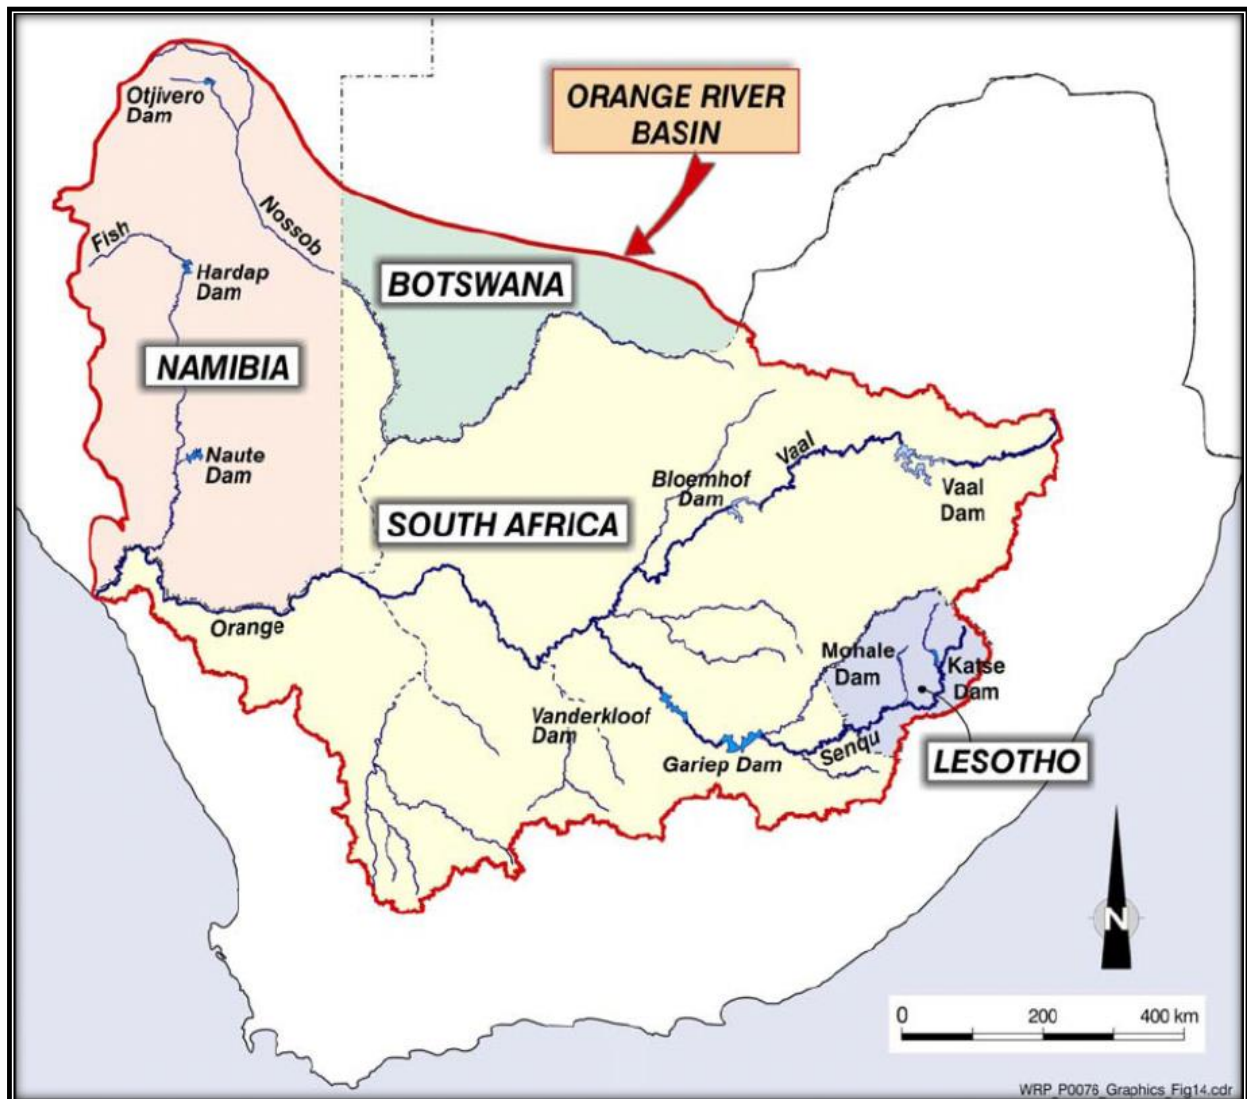 ORANGE RIVER
BASIN
Otjivero
Dam
Nossob
Fish
Hardap
Dam
BOTSWANA
NAMIBIA
Naute
Dam
Vaal
Bloemhof
Dam
Vaal
Dam
SOUTH AFRICA
Orange
Mohale
Dam
Katse
Dam
Vanderkloof
Dam
Senqu
Gariep Dam
LESOTHO
N
0 200 400 km
WRP_P0076_Graphics_Fig14.cdr